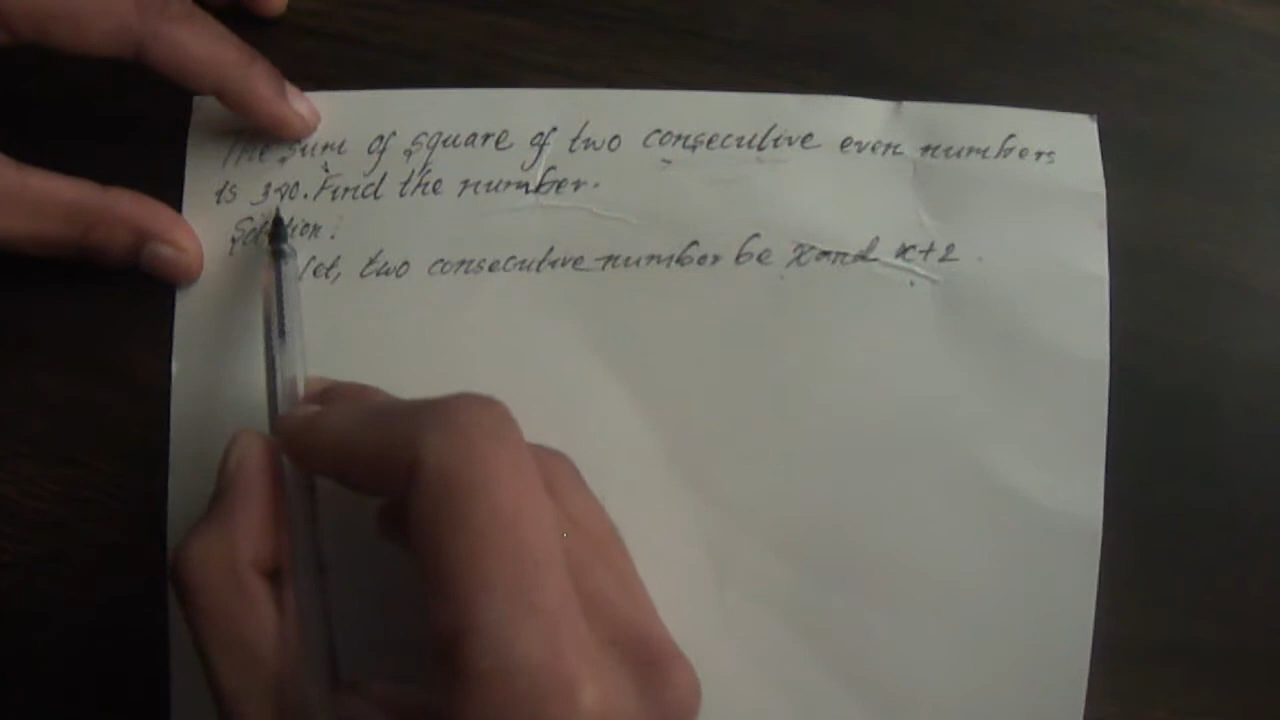 The sum of square of two consecutive even numbers
is 340. Find the number.
Solution:
let, two consecutive number be x and x+2